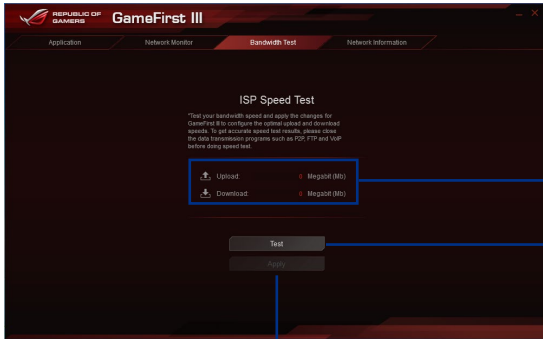 REPUBLIC OF
GAMERS
GameFirst III
Application
Network Monitor
Bandwidth Test
Network Information
ISP Speed Test
*Test your bandwidth speed and apply the changes for
GameFirst III to configure the optimal upload and download
speeds. To get accurate speed test results, please close
the data transmission programs such as P2P, FTP and VoIP
before doing speed test.
Upload: 0 Megabit (Mb)
Download: 0 Megabit (Mb)
Test
Apply